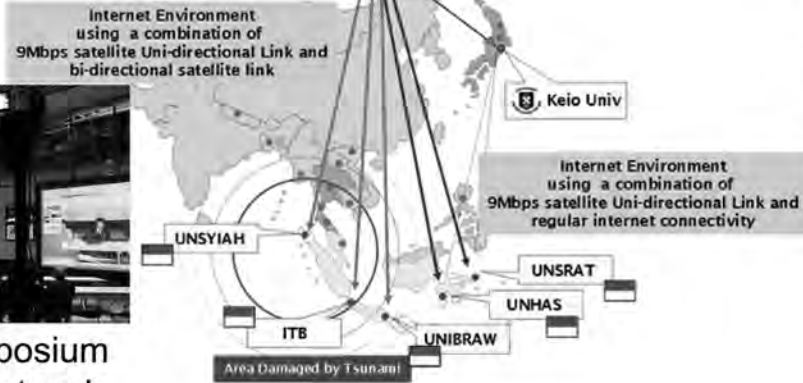 Internet Environment
using a combination of
9Mbps satellite Uni-directional Link and
bi-directional satellite link
Keio Univ
Internet Environment
using a combination of
9Mbps satellite Uni-directional Link and
regular internet connectivity
UNSYIAH
UNSRAT
UNHAS
ITB
UNIBRAW
Area Damaged by Tsunami
posium